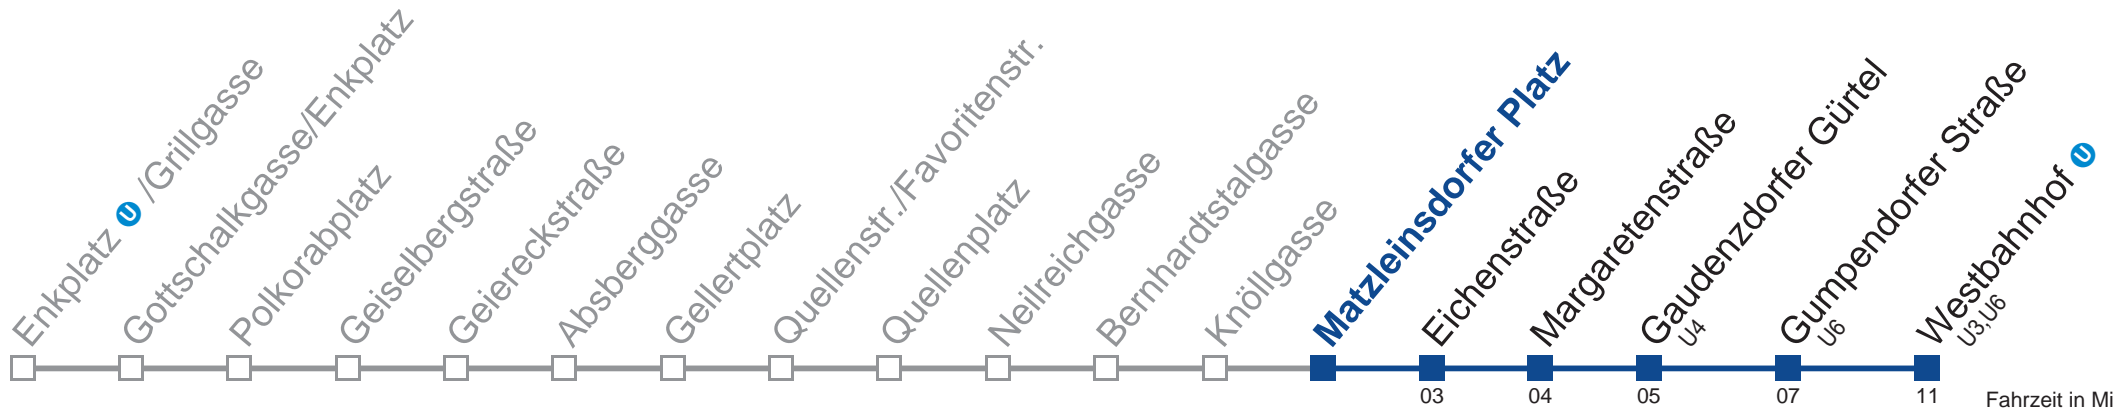 Enkplatz U /Grillgasse
Gottschalkgasse/Enkplatz
Polkorabplatz
Geiselbergstraße
Geiereckstraße
Absberggasse
Gellertplatz
Quellenstr./Favoritenstr.
Quellenplatz
Neilreichgasse
Bernhardtstalgasse
Knöllgasse
Matzleinsdorfer Platz
Eichenstraße
Margaretenstraße
Gaudenzdorfer Gürtel
U4
Gumpendorfer Straße
U6
Westbahnhof U
U3,U6
03 04 05 07 11
Fahrzeit in Mi